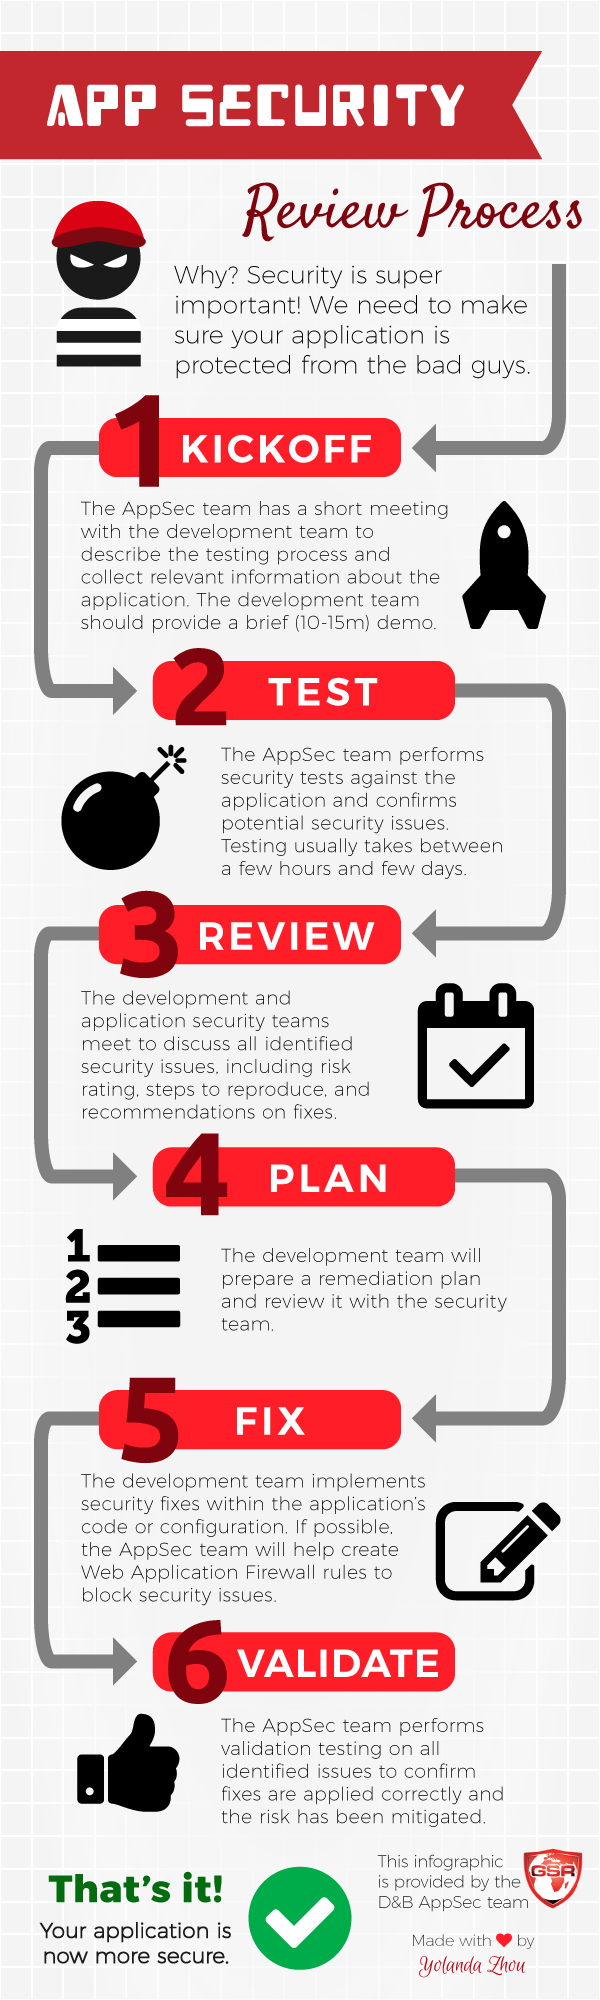 APP SECURITY
Review Process
Why? Security is super
important! We need to make
sure your application is
protected from the bad guys.
1 KICKOFF
The AppSec team has a short meeting
with the development team to
describe the testing process and
collect relevant information about the
application. The development team
should provide a brief (10-15m) demo.
2 TEST
The AppSec team performs
security tests against the
application and confirms
potential security issues.
Testing usually takes between
a few hours and few days.
3 REVIEW
The development and
application security teams
meet to discuss all identified
security issues, including risk
rating, steps to reproduce, and
recommendations on fixes.
4 PLAN
1
2
3
The development team will
prepare a remediation plan
and review it with the security
team.
5 FIX
The development team implements
security fixes within the application's
code or configuration. If possible,
the AppSec team will help create
Web Application Firewall rules to
block security issues.
6 VALIDATE
The AppSec team performs
validation testing on all
identified issues to confirm
fixes are applied correctly and
the risk has been mitigated.
That's it!
Your application is
now more secure.
This infographic
is provided by the
D&B AppSec team
GSR
Made with ❤ by
Yolanda Zhou